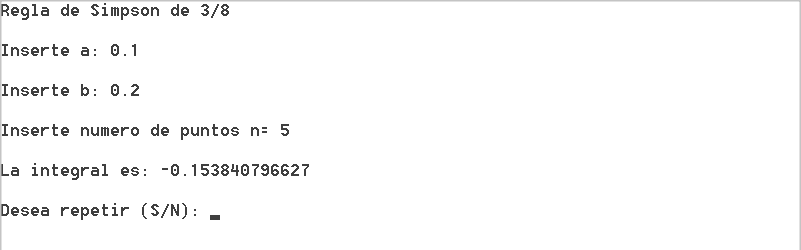 Regla de Simpson de 3/8
Inserte a: 0.1
Inserte b: 0.2
Inserte numero de puntos n= 5
La integral es: -0.153840796627
Desea repetir (S/N): _